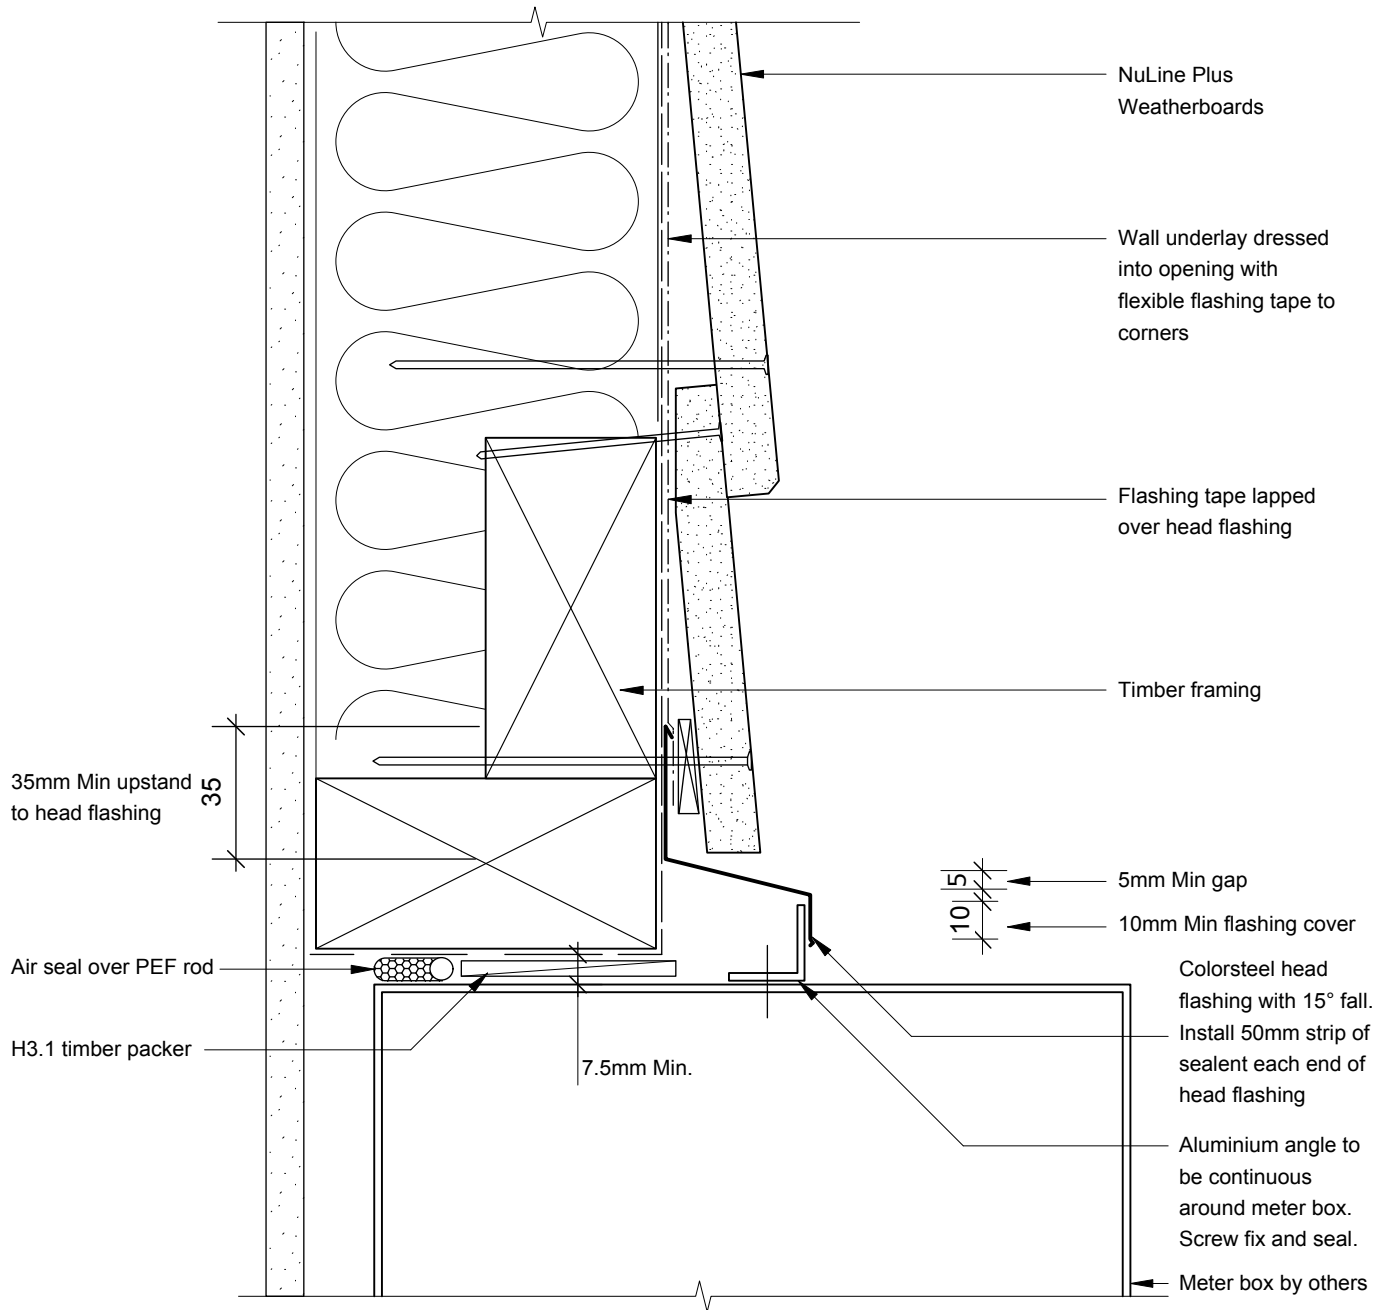 NuLine Plus
Weatherboards
Wall underlay dressed
into opening with
flexible flashing tape to
corners
Flashing tape lapped
over head flashing
Timber framing
35mm Min upstand
to head flashing
35
5
5mm Min gap
10
10mm Min flashing cover
Air seal over PEF rod
Colorsteel head
flashing with 15° fall.
Install 50mm strip of
sealent each end of
head flashing
H3.1 timber packer
7.5mm Min.
Aluminium angle to
be continuous
around meter box.
Screw fix and seal.
Meter box by others